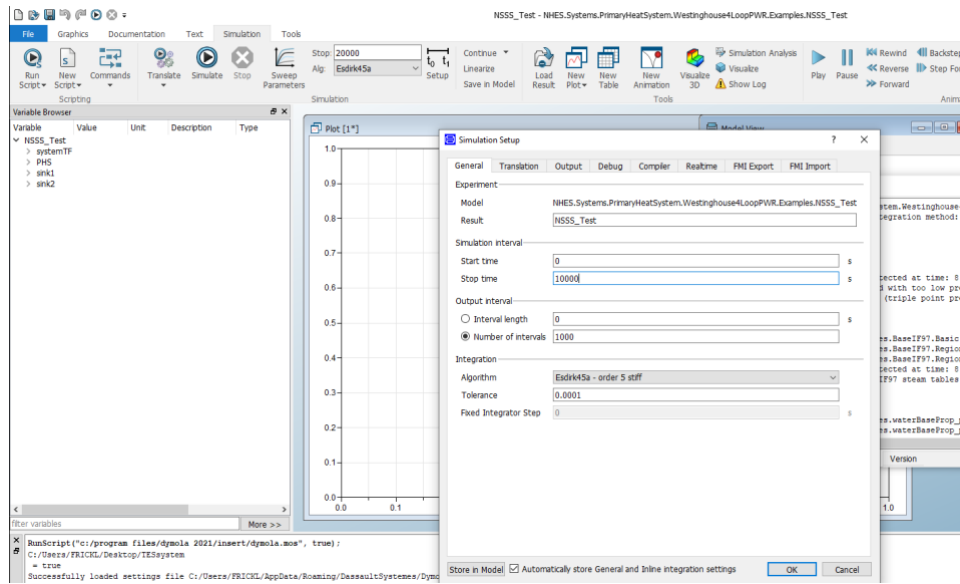 NSSS_Test - NHES.Systems.PrimaryHeatSystem.Westinghouse4LoopPWR.Examples.NSSS_Test
File Graphics Documentation Text Simulation Tools
Run Script New Script Commands Translate Simulate Stop Sweep Parameters
Stop: 20000
Alg: Esdirk45a
Setup
Continue
Linearize
Save in Model
Load Result New Plot New Table New Animation Visualize 3D
Simulation Analysis
Visualize
Show Log
Play Pause
Rewind Backstep
Reverse Step For
Forward
Scripting Simulation Tools Anima
Variable Browser
Variable Value Unit Description Type
NSSS_Test
systemTF
PHS
sink1
sink2
filter variables More >>
Plot [1*]
Model View
1.0
0.9
0.8
0.7
0.6
0.5
0.4
0.3
0.2
0.1
0.0
0.0 0.1 1.0
Simulation Setup ?
General Translation Output Debug Compiler Realtime FMI Export FMI Import
Experiment
Model NHES.Systems.PrimaryHeatSystem.Westinghouse4LoopPWR.Examples.NSSS_Test
Result NSSS_Test
Simulation interval
Start time 0 s
Stop time 10000 s
Output interval
Interval length 0 s
Number of intervals 1000
Integration
Algorithm Esdirk45a - order 5 stiff
Tolerance 0.0001
Fixed Integrator Step 0 s
Store in Model Automatically store General and Inline integration settings OK Cancel
tem.Westinghouse
egration method:
ected at time: 8
d with too low pre
(triple point pr
es.BaseIF97.Basic
es.BaseIF97.Region
es.BaseIF97.Region
ected at time: 8
IF97 steam tables
es.waterBaseProp_p
es.waterBaseProp_p
Version
RunScript("c:/program files/dymola 2021/insert/dymola.mos", true);
C:/Users/FRICKL/Desktop/TESsystem
= true
Successfully loaded settings file C:/Users/FRICKL/AppData/Roaming/DassaultSystemes/Dymo